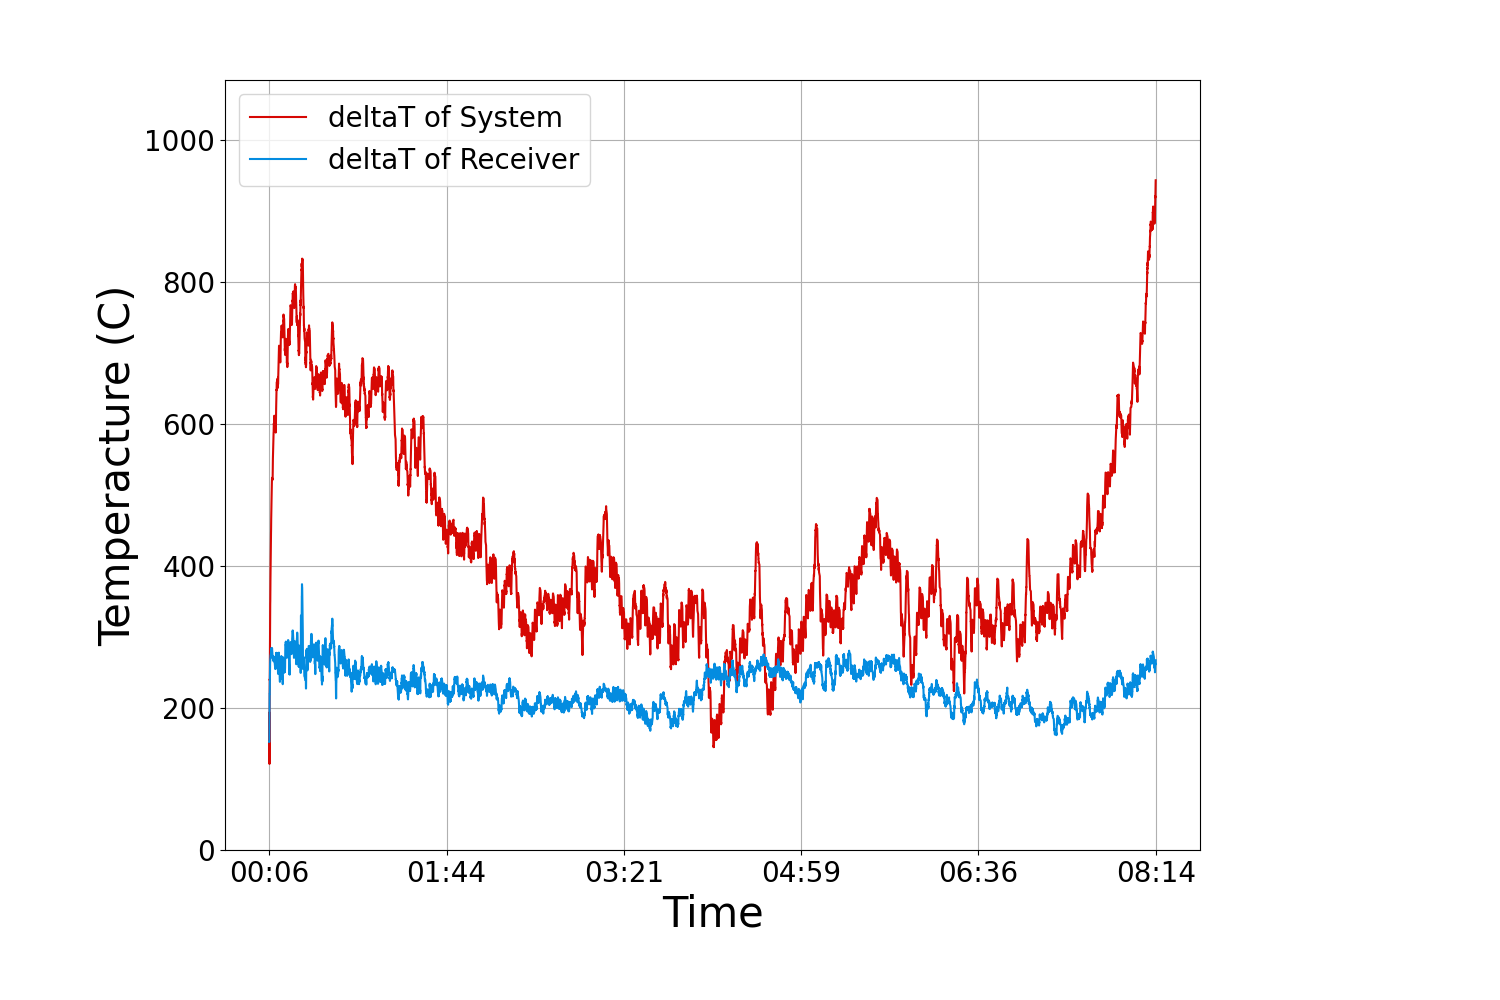 deltaT of System
deltaT of Receiver
1000
800
600
400
200
0
Temperacture (C)
00:06 01:44 03:21 04:59 06:36 08:14
Time